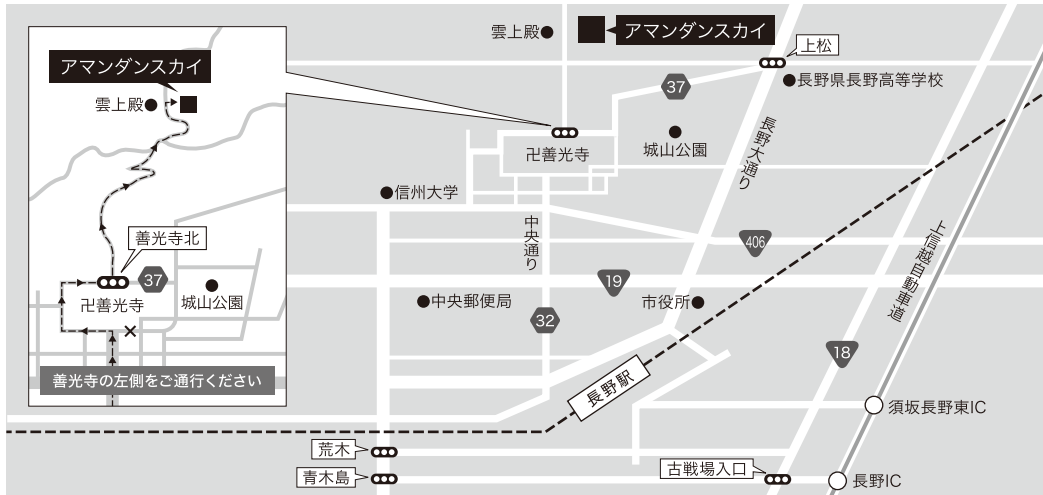 アマンダンスカイ
雲上殿
善光寺北
37
卍善光寺
城山公園
善光寺の左側をご通行ください
雲上殿
アマンダンスカイ
上松
37
長野県長野高等学校
卍善光寺
城山公園
長野大通り
信州大学
中央通り
406
上信越自動車道
19
中央郵便局
市役所
32
18
長野駅
須坂長野東IC
荒木
青木島
古戦場入口
長野IC